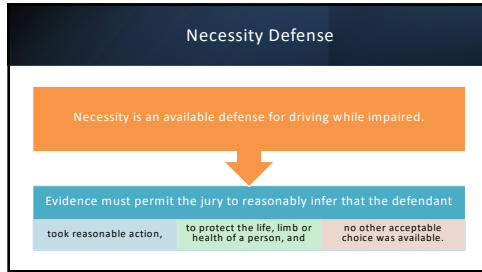 Necessity Defense
Necessity is an available defense for driving while impaired.
Evidence must permit the jury to reasonably infer that the defendant
took reasonable action,
to protect the life, limb or
health of a person, and
no other acceptable
choice was available.